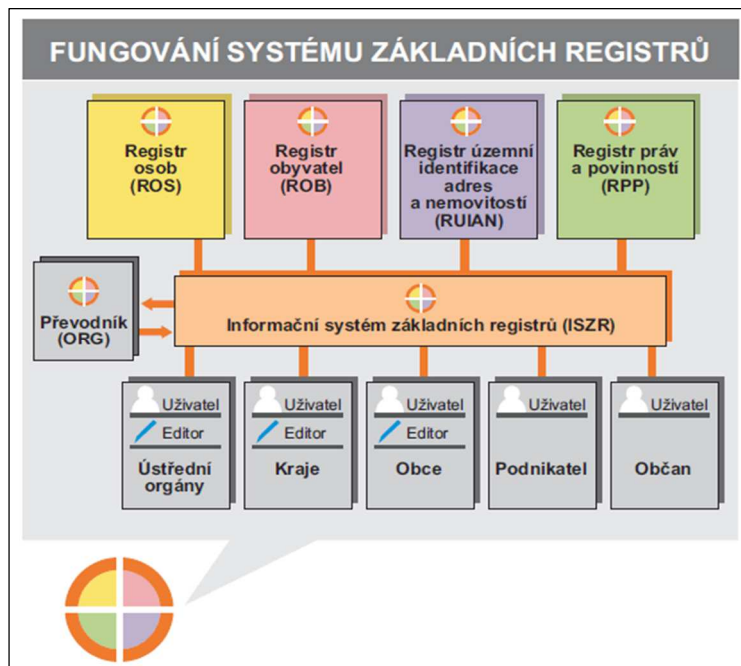 FUNGOVÁNÍ SYSTÉMU ZÁKLADNÍCH REGISTRŮ
Registr
osob
(ROS)
Registr
obyvatel
(ROB)
Registr územní
identifikace
adres
a nemovitostí
(RUIAN)
Registr práv
a povinností
(RPP)
Převodník
(ORG)
Informační systém základních registrů (ISZR)
Uživatel
Editor
Ústřední
orgány
Uživatel
Editor
Kraje
Uživatel
Editor
Obce
Uživatel
Podnikatel
Uživatel
Občan